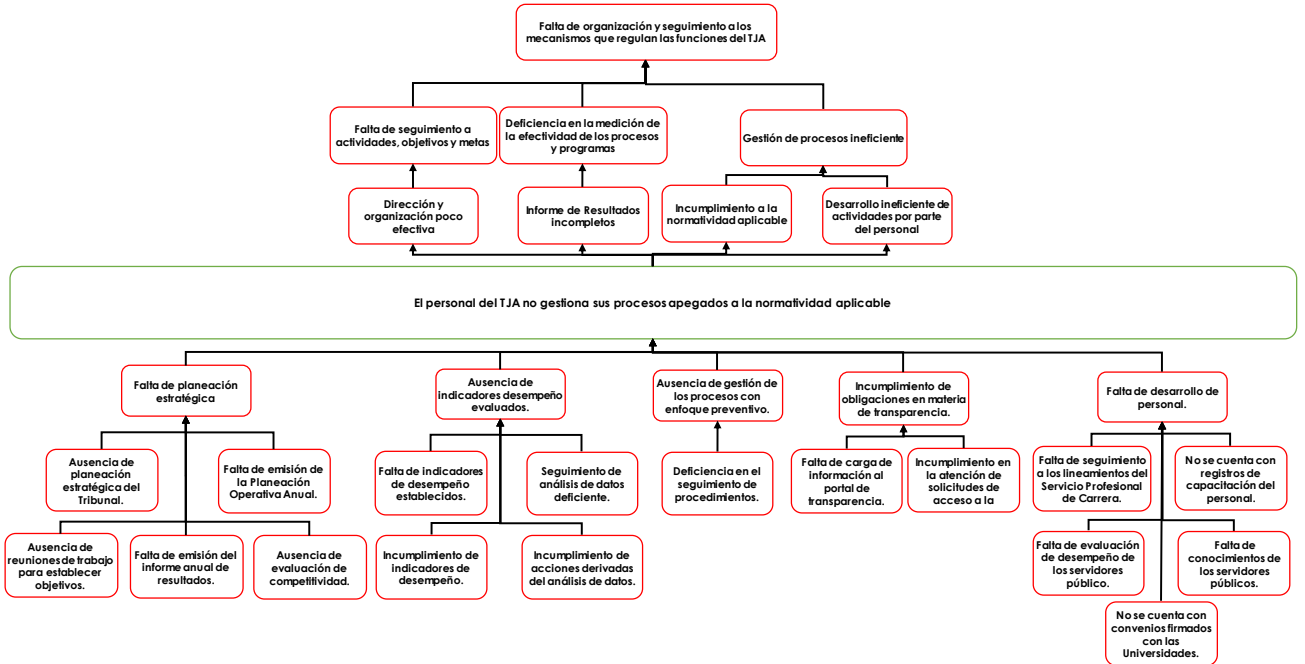 Falta de organización y seguimiento a los
mecanismos que regulan las funciones del TJA
Falta de seguimiento a
actividades, objetivos y metas
Deficiencia en la medición de
la efectividad de los procesos
y programas
Gestión de procesos ineficiente
Dirección y
organización poco
efectiva
Informe de Resultados
incompletos
Incumplimiento a la
normatividad aplicable
Desarrollo ineficiente de
actividades por parte
del personal
El personal del TJA no gestiona sus procesos apegados a la normatividad aplicable
Falta de planeación
estratégica
Ausencia de
indicadores desempeño
evaluados.
Ausencia de gestión de
los procesos con
enfoque preventivo.
Incumplimiento de
obligaciones en materia
de transparencia.
Falta de desarrollo de
personal.
Ausencia de
planeación
estratégica del
Tribunal.
Falta de emisión de
la Planeación
Operativa Anual.
Falta de indicadores
de desempeño
establecidos.
Seguimiento de
análisis de datos
deficiente.
Deficiencia en el
seguimiento de
procedimientos.
Falta de carga de
información al
portal de
transparencia.
Incumplimiento en
la atención de
solicitudes de
acceso a la
Falta de seguimiento
a los lineamientos del
Servicio Profesional
de Carrera.
No se cuenta con
registros de
capacitación del
personal.
Ausencia de
reuniones de trabajo
para establecer
objetivos.
Falta de emisión del
informe anual de
resultados.
Ausencia de
evaluación de
competitividad.
Incumplimiento de
indicadores de
desempeño.
Incumplimiento de
acciones derivadas
del análisis de datos.
Falta de evaluación
de desempeño de
los servidores
público.
Falta de
conocimientos de
los servidores
públicos.
No se cuenta con
convenios firmados
con las
Universidades.